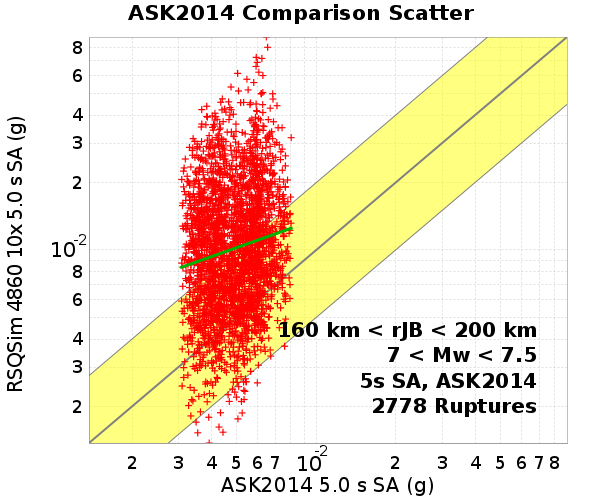 ASK2014 Comparison Scatter
8
6
4
3
2
10-2
8
6
4
3
2
RSQSim 4860 10x 5.0 s SA (g)
160 km < rJB < 200 km
7 < Mw < 7.5
5s SA, ASK2014
2778 Ruptures
2 3 4 5 6 7 10-2 2 3 4 5 6 7 8
ASK2014 5.0 s SA (g)